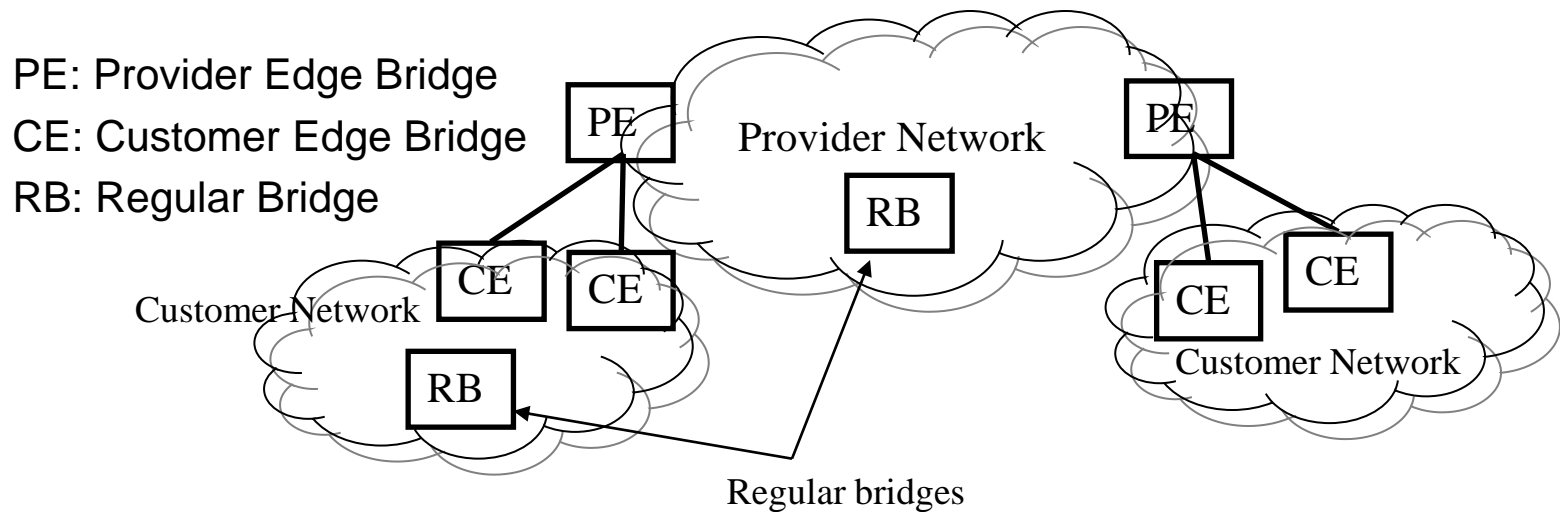 PE: Provider Edge Bridge
CE: Customer Edge Bridge
RB: Regular Bridge
PE
Provider Network
PE
RB
CE
CE
Customer Network
RB
CE
CE
Customer Network
Regular bridges